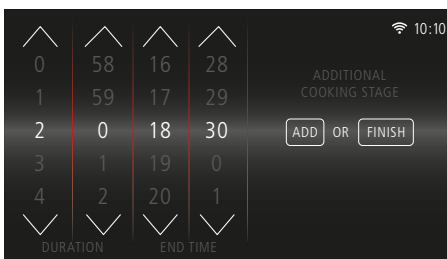 10:10
0 58 16 28
1 59 17 29
2 0 18 30
3 1 19 0
4 2 20 1
DURATION END TIME
ADDITIONAL
COOKING STAGE
ADD OR FINISH